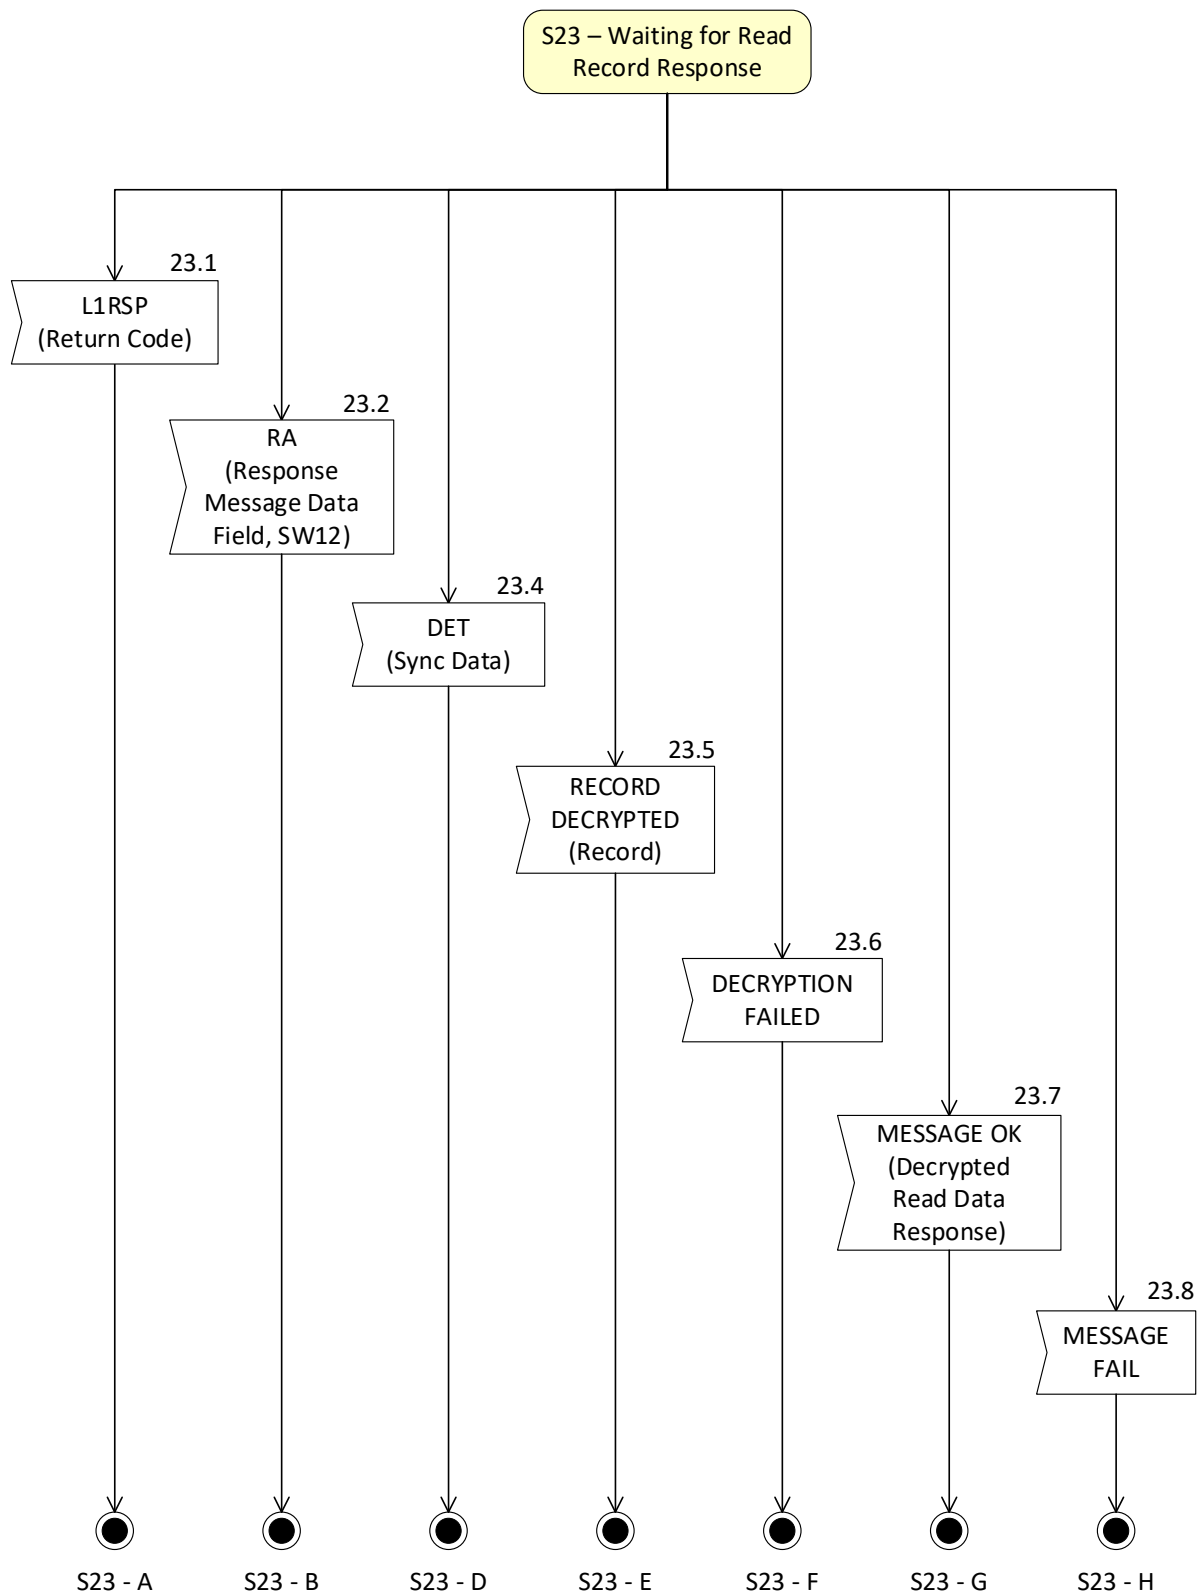 S23 – Waiting for Read
Record Response
23.1
L1RSP
(Return Code)
23.2
RA
(Response
Message Data
Field, SW12)
23.4
DET
(Sync Data)
23.5
RECORD
DECRYPTED
(Record)
23.6
DECRYPTION
FAILED
23.7
MESSAGE OK
(Decrypted
Read Data
Response)
23.8
MESSAGE
FAIL
S23 - A
S23 - B
S23 - D
S23 - E
S23 - F
S23 - G
S23 - H